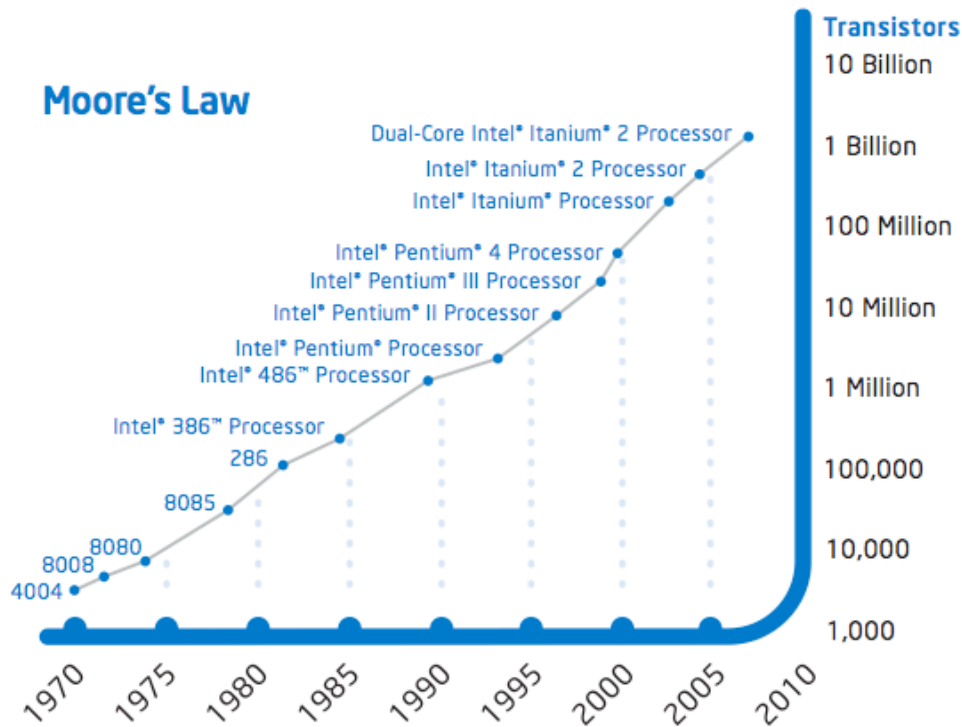 Transistors
10 Billion
Moore's Law
Dual-Core Intel® Itanium® 2 Processor
1 Billion
Intel® Itanium® 2 Processor
Intel® Itanium® Processor
100 Million
Intel® Pentium® 4 Processor
Intel® Pentium® III Processor
10 Million
Intel® Pentium® II Processor
Intel® Pentium® Processor
Intel® 486™ Processor
1 Million
Intel® 386™ Processor
286
100,000
8085
8080
10,000
8008
4004
1,000
1970 1975 1980 1985 1990 1995 2000 2005 2010